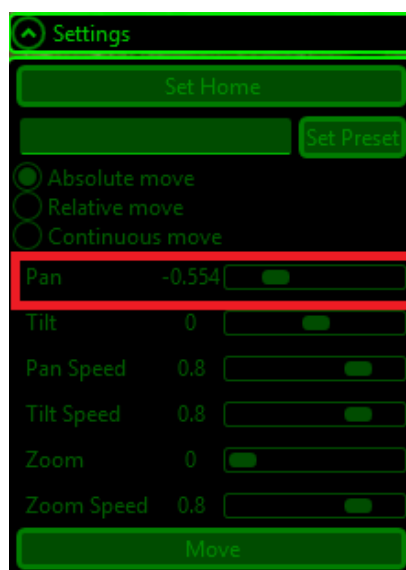 Settings
Set Home
Set Preset
Absolute move
Relative move
Continuous move
Pan -0.554
Tilt 0
Pan Speed 0.8
Tilt Speed 0.8
Zoom 0
Zoom Speed 0.8
Move